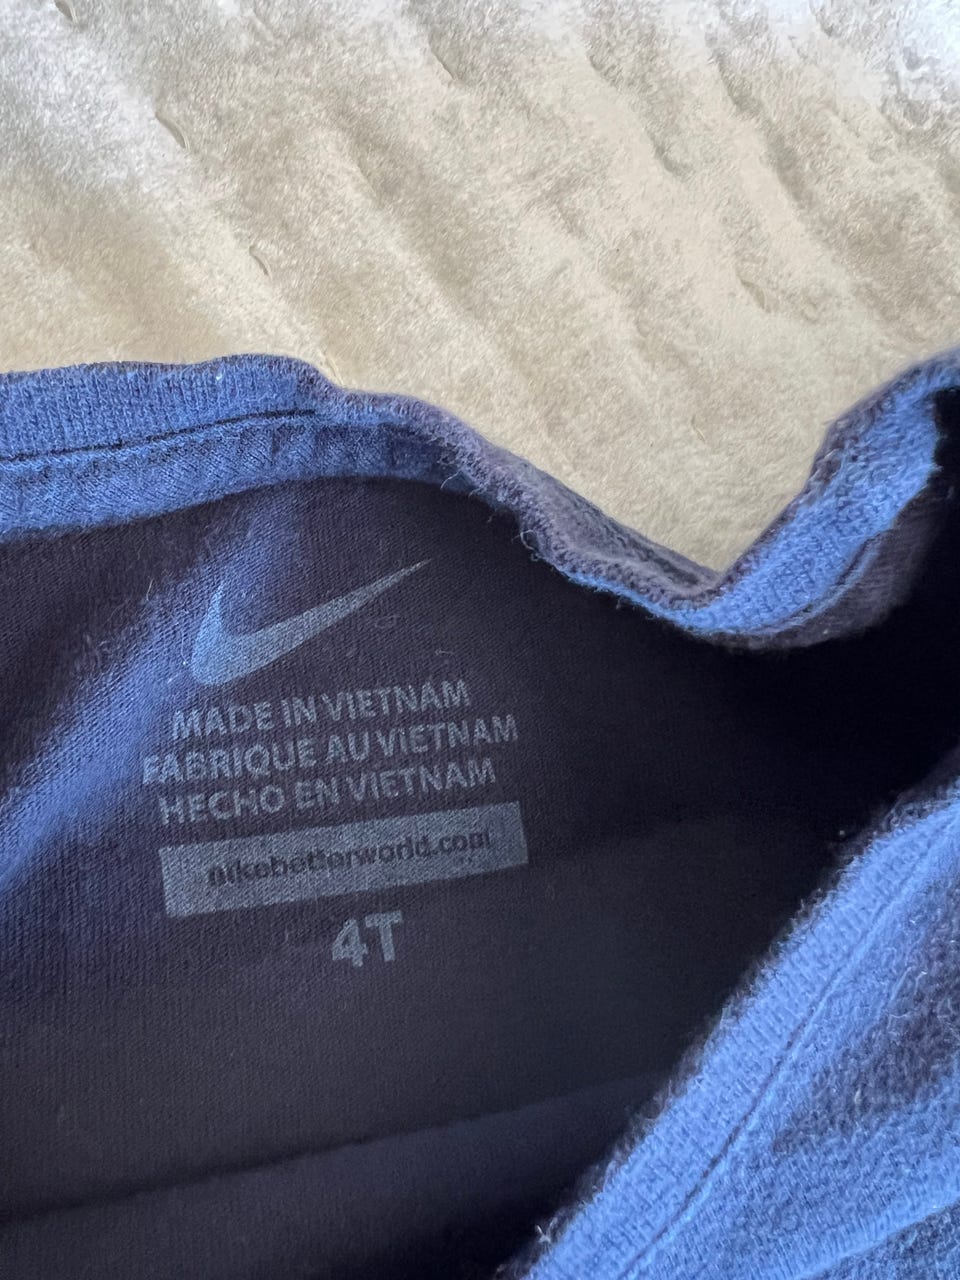 MADE IN VIETNAM
FABRIQUE AU VIETNAM
HECHO EN VIETNAM
nikebetterworld.com
4T